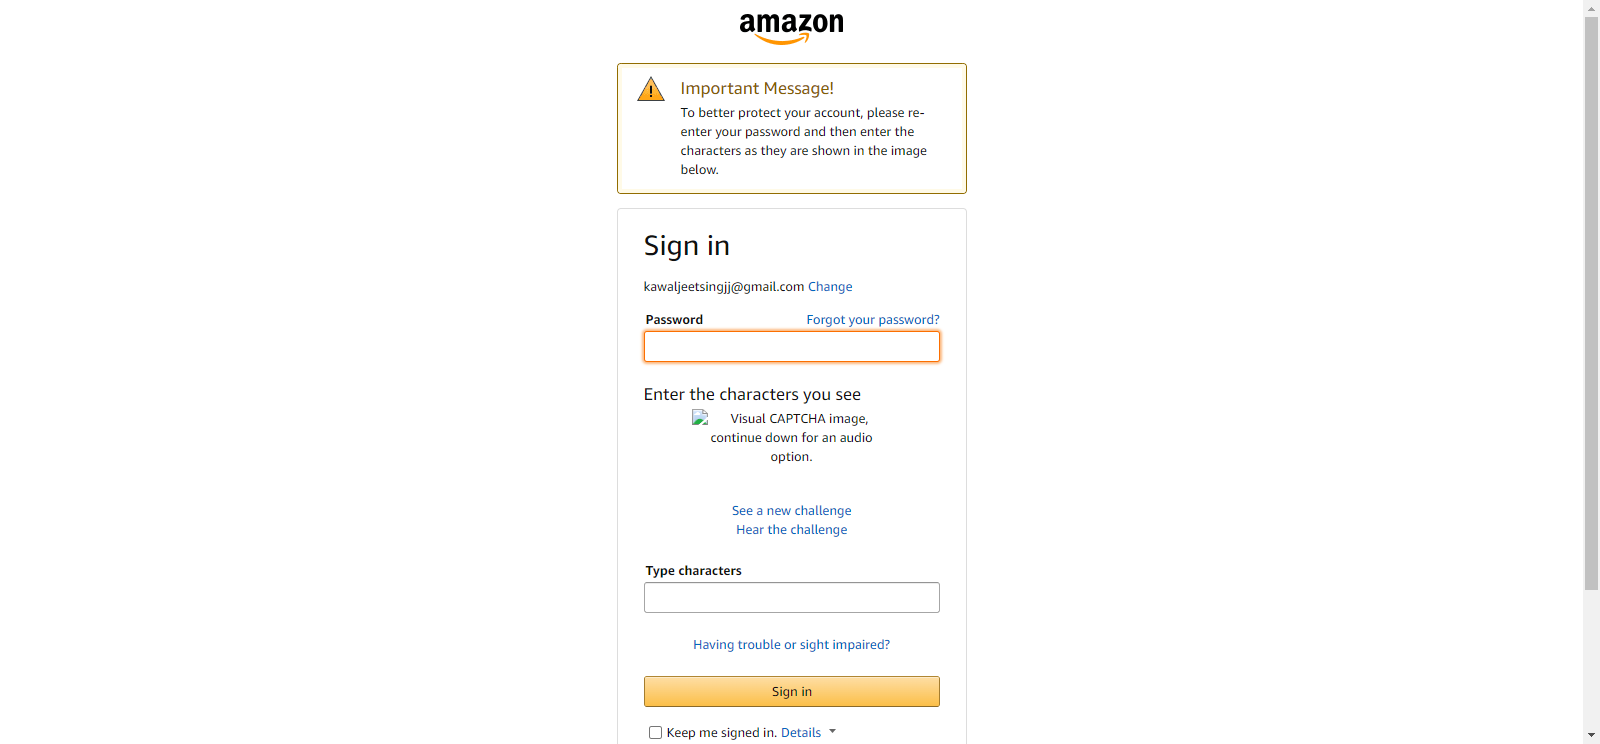 amazon
Important Message!
To better protect your account, please re-
enter your password and then enter the
characters as they are shown in the image
below.
Sign in
kawaljeetsingjj@gmail.com Change
Password Forgot your password?
Enter the characters you see
Visual CAPTCHA image,
continue down for an audio
option.
See a new challenge
Hear the challenge
Type characters
Having trouble or sight impaired?
Sign in
Keep me signed in. Details